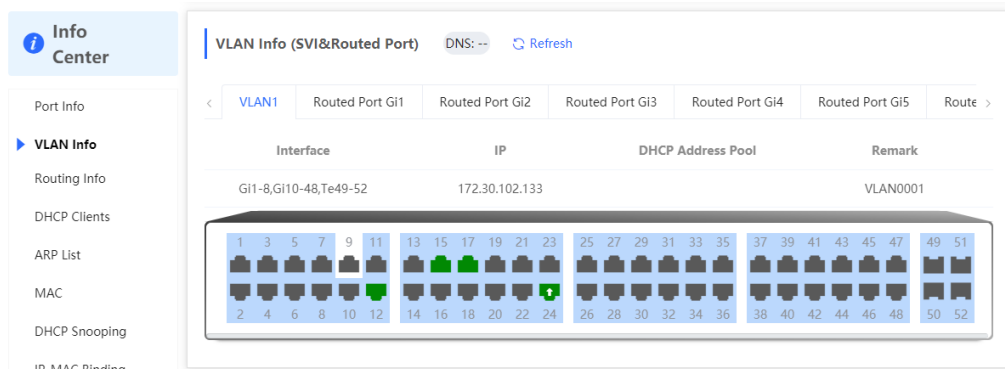 Info
Center
Port Info
VLAN Info
Routing Info
DHCP Clients
ARP List
MAC
DHCP Snooping
VLAN Info (SVI&Routed Port) DNS: -- Refresh
VLAN1 Routed Port Gi1 Routed Port Gi2 Routed Port Gi3 Routed Port Gi4 Routed Port Gi5 Route
Interface IP DHCP Address Pool Remark
Gi1-8,Gi10-48,Te49-52 172.30.102.133 VLAN0001
1 3 5 7 9 11 13 15 17 19 21 23 25 27 29 31 33 35 37 39 41 43 45 47 49 51
2 4 6 8 10 12 14 16 18 20 22 24 26 28 30 32 34 36 38 40 42 44 46 48 50 52